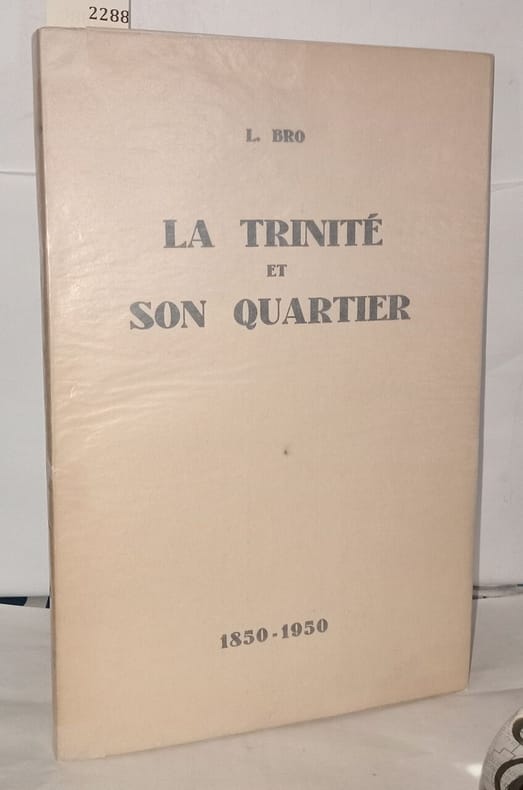 2288
L. BRO
LA TRINITÉ
ET
SON QUARTIER
1850-1950